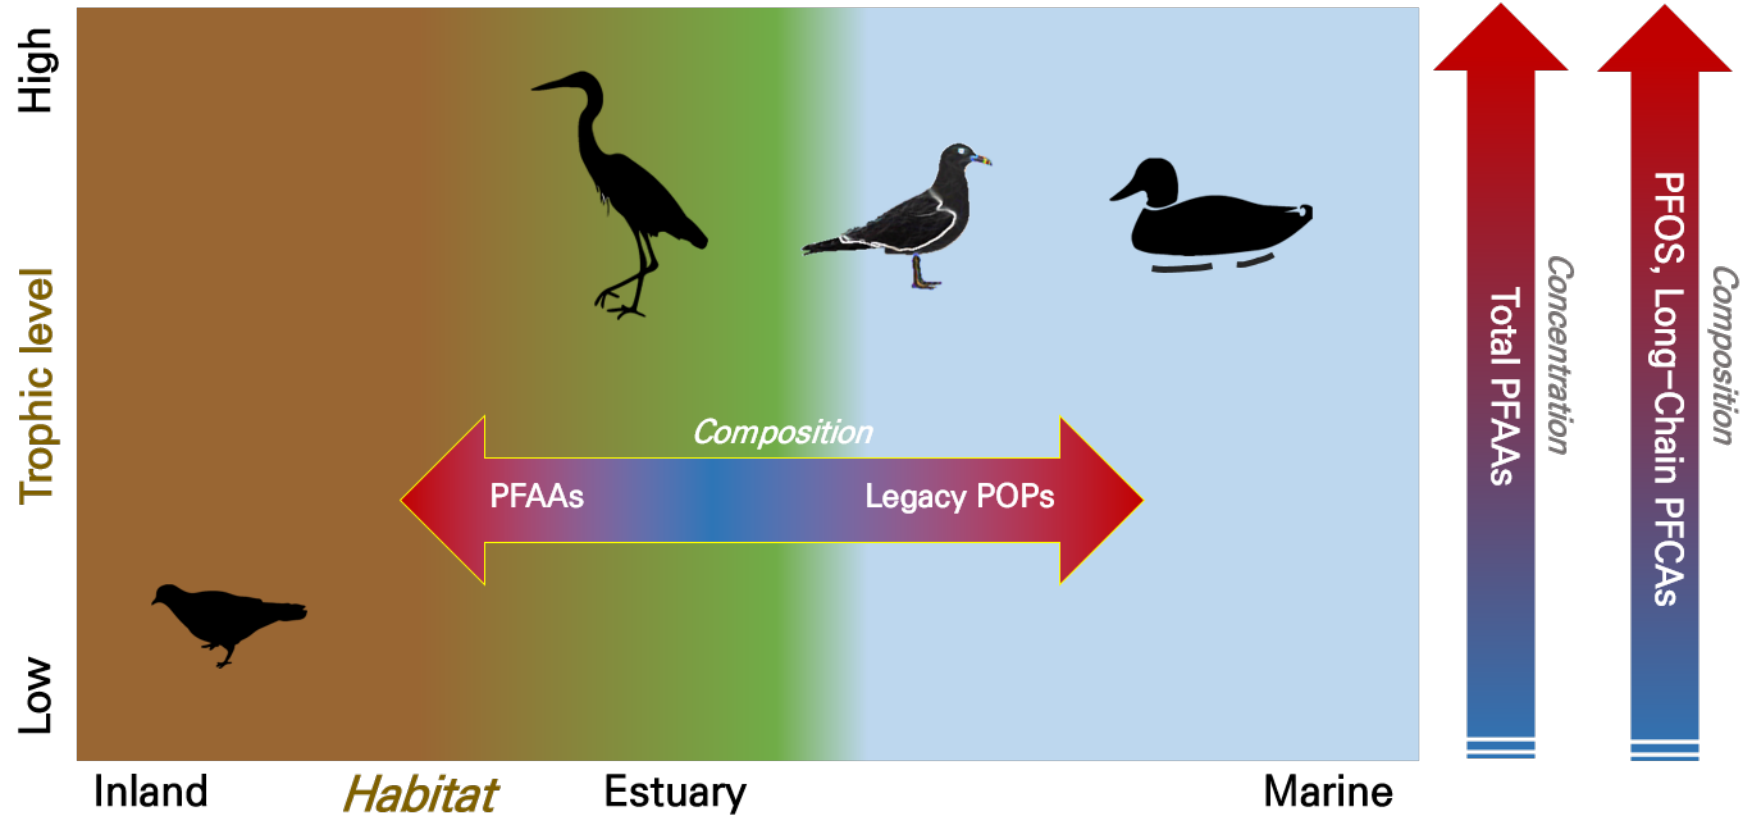 High
Trophic level
Low
Composition
PFAAs
Legacy POPs
Inland
Habitat
Estuary
Marine
Total PFAAs
Concentration
PFOS, Long-Chain PFCAs
Composition